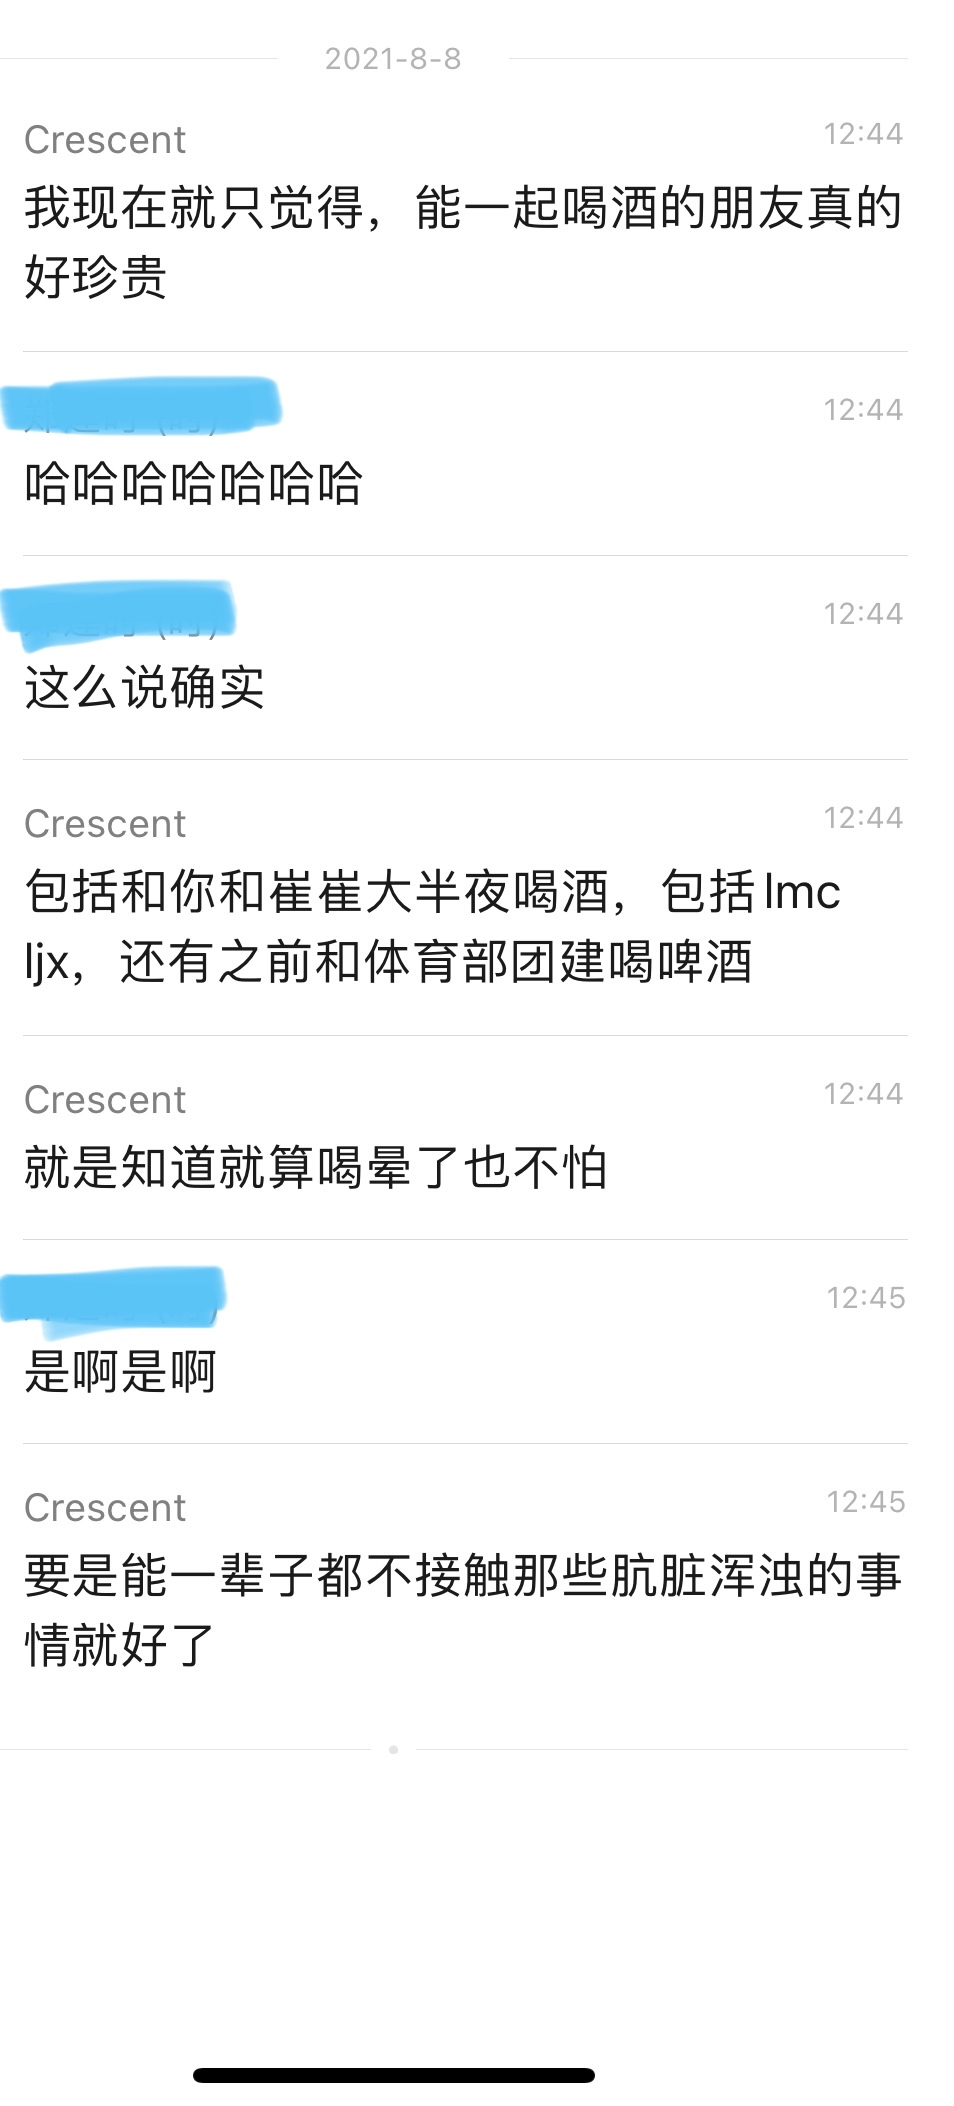 2021-8-8
Crescent
12:44
我现在就只觉得，能一起喝酒的朋友真的
好珍贵
12:44
哈哈哈哈哈哈哈
12:44
这么说确实
Crescent
12:44
包括和你和崔崔大半夜喝酒，包括lmc
ljx，还有之前和体育部团建喝啤酒
Crescent
12:44
就是知道就算喝晕了也不怕
12:45
是啊是啊
Crescent
12:45
要是能一辈子都不接触那些肮脏浑浊的事
情就好了